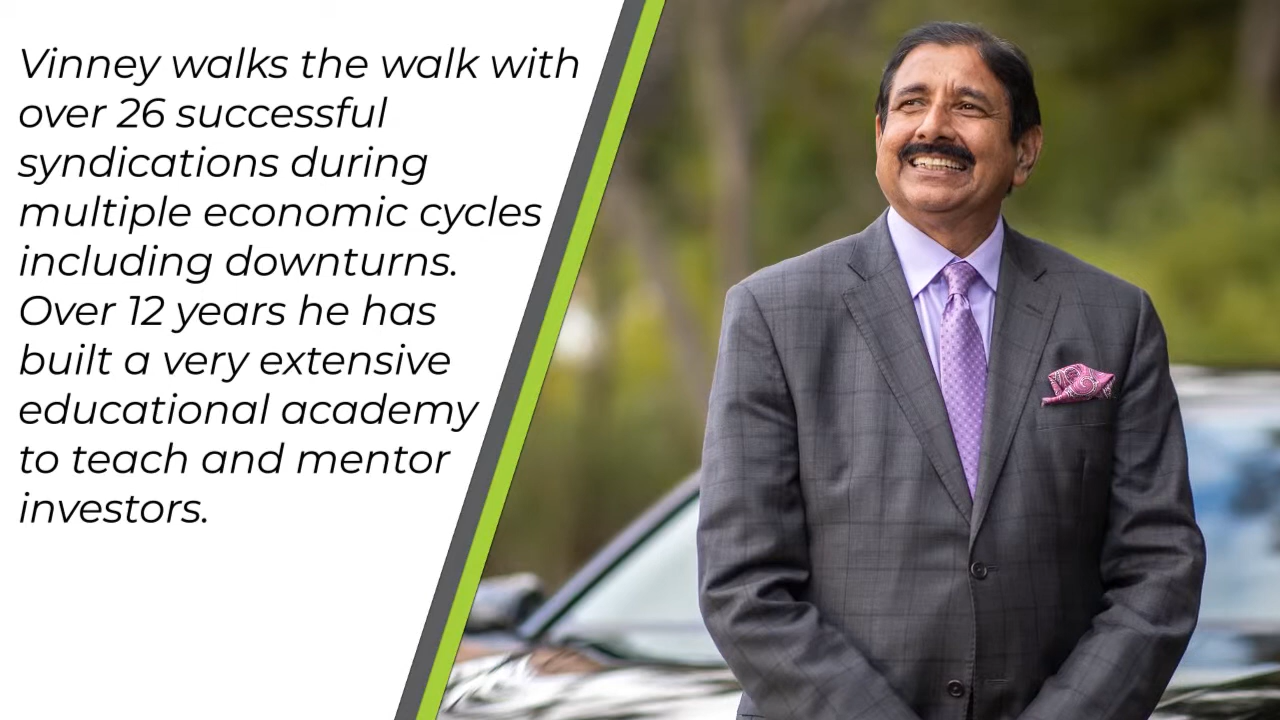 Vinney walks the walk with
over 26 successful
syndications during
multiple economic cycles
including downturns.
Over 12 years he has
built a very extensive
educational academy
to teach and mentor
investors.